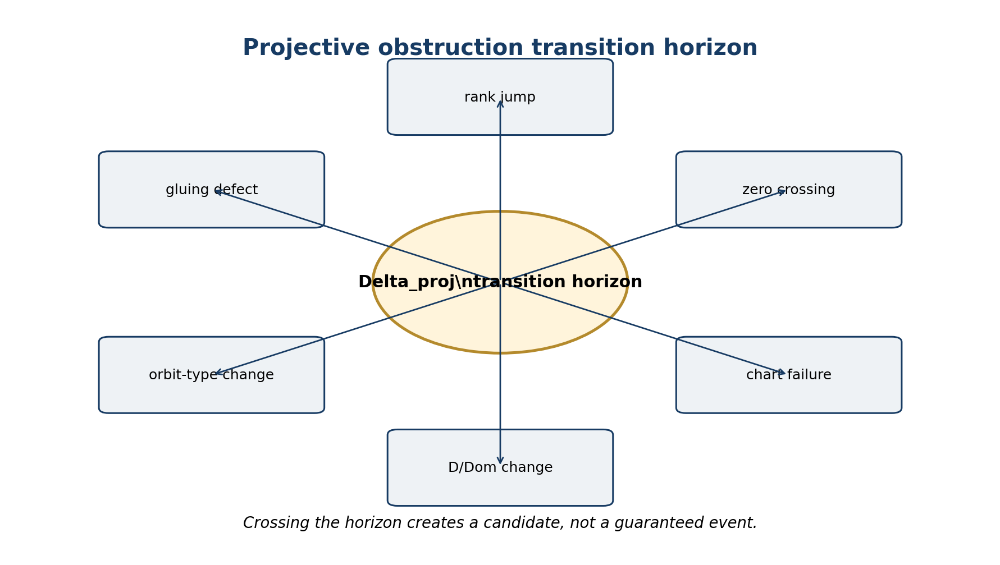 Projective obstruction transition horizon
rank jump
gluing defect
zero crossing
Delta_proj\ntransition horizon
orbit-type change
chart failure
D/Dom change
Crossing the horizon creates a candidate, not a guaranteed event.